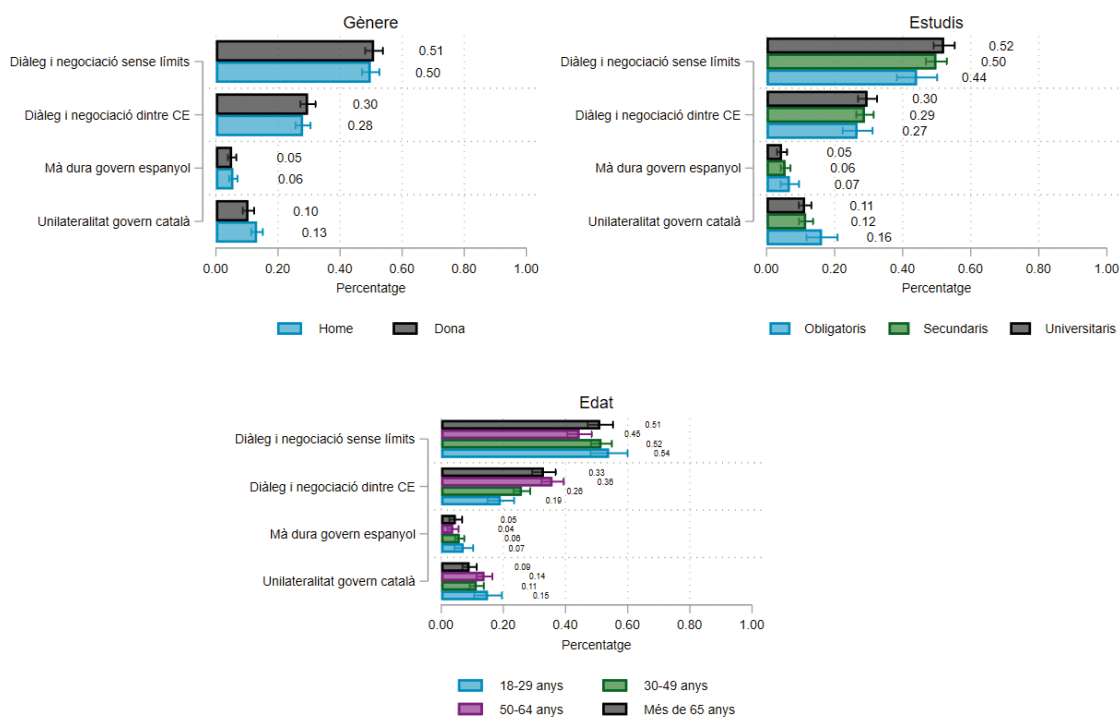 Gènere
Diàleg i negociació sense límits
0.51
0.50
Diàleg i negociació dintre CE
0.30
0.28
Mà dura govern espanyol
0.05
0.06
Unilateralitat govern català
0.10
0.13
0.00 0.20 0.40 0.60 0.80 1.00
Percentatge
Home Dona
Estudis
Diàleg i negociació sense límits
0.52
0.50
0.44
Diàleg i negociació dintre CE
0.30
0.29
0.27
Mà dura govern espanyol
0.05
0.06
0.07
Unilateralitat govern català
0.11
0.12
0.16
0.00 0.20 0.40 0.60 0.80 1.00
Percentatge
Obligatoris Secundaris Universitaris
Edat
Diàleg i negociació sense límits
0.51
0.45
0.52
0.54
Diàleg i negociació dintre CE
0.33
0.36
0.26
0.19
Mà dura govern espanyol
0.05
0.04
0.06
0.07
Unilateralitat govern català
0.09
0.14
0.11
0.15
0.00 0.20 0.40 0.60 0.80 1.00
Percentatge
18-29 anys 30-49 anys
50-64 anys Més de 65 anys